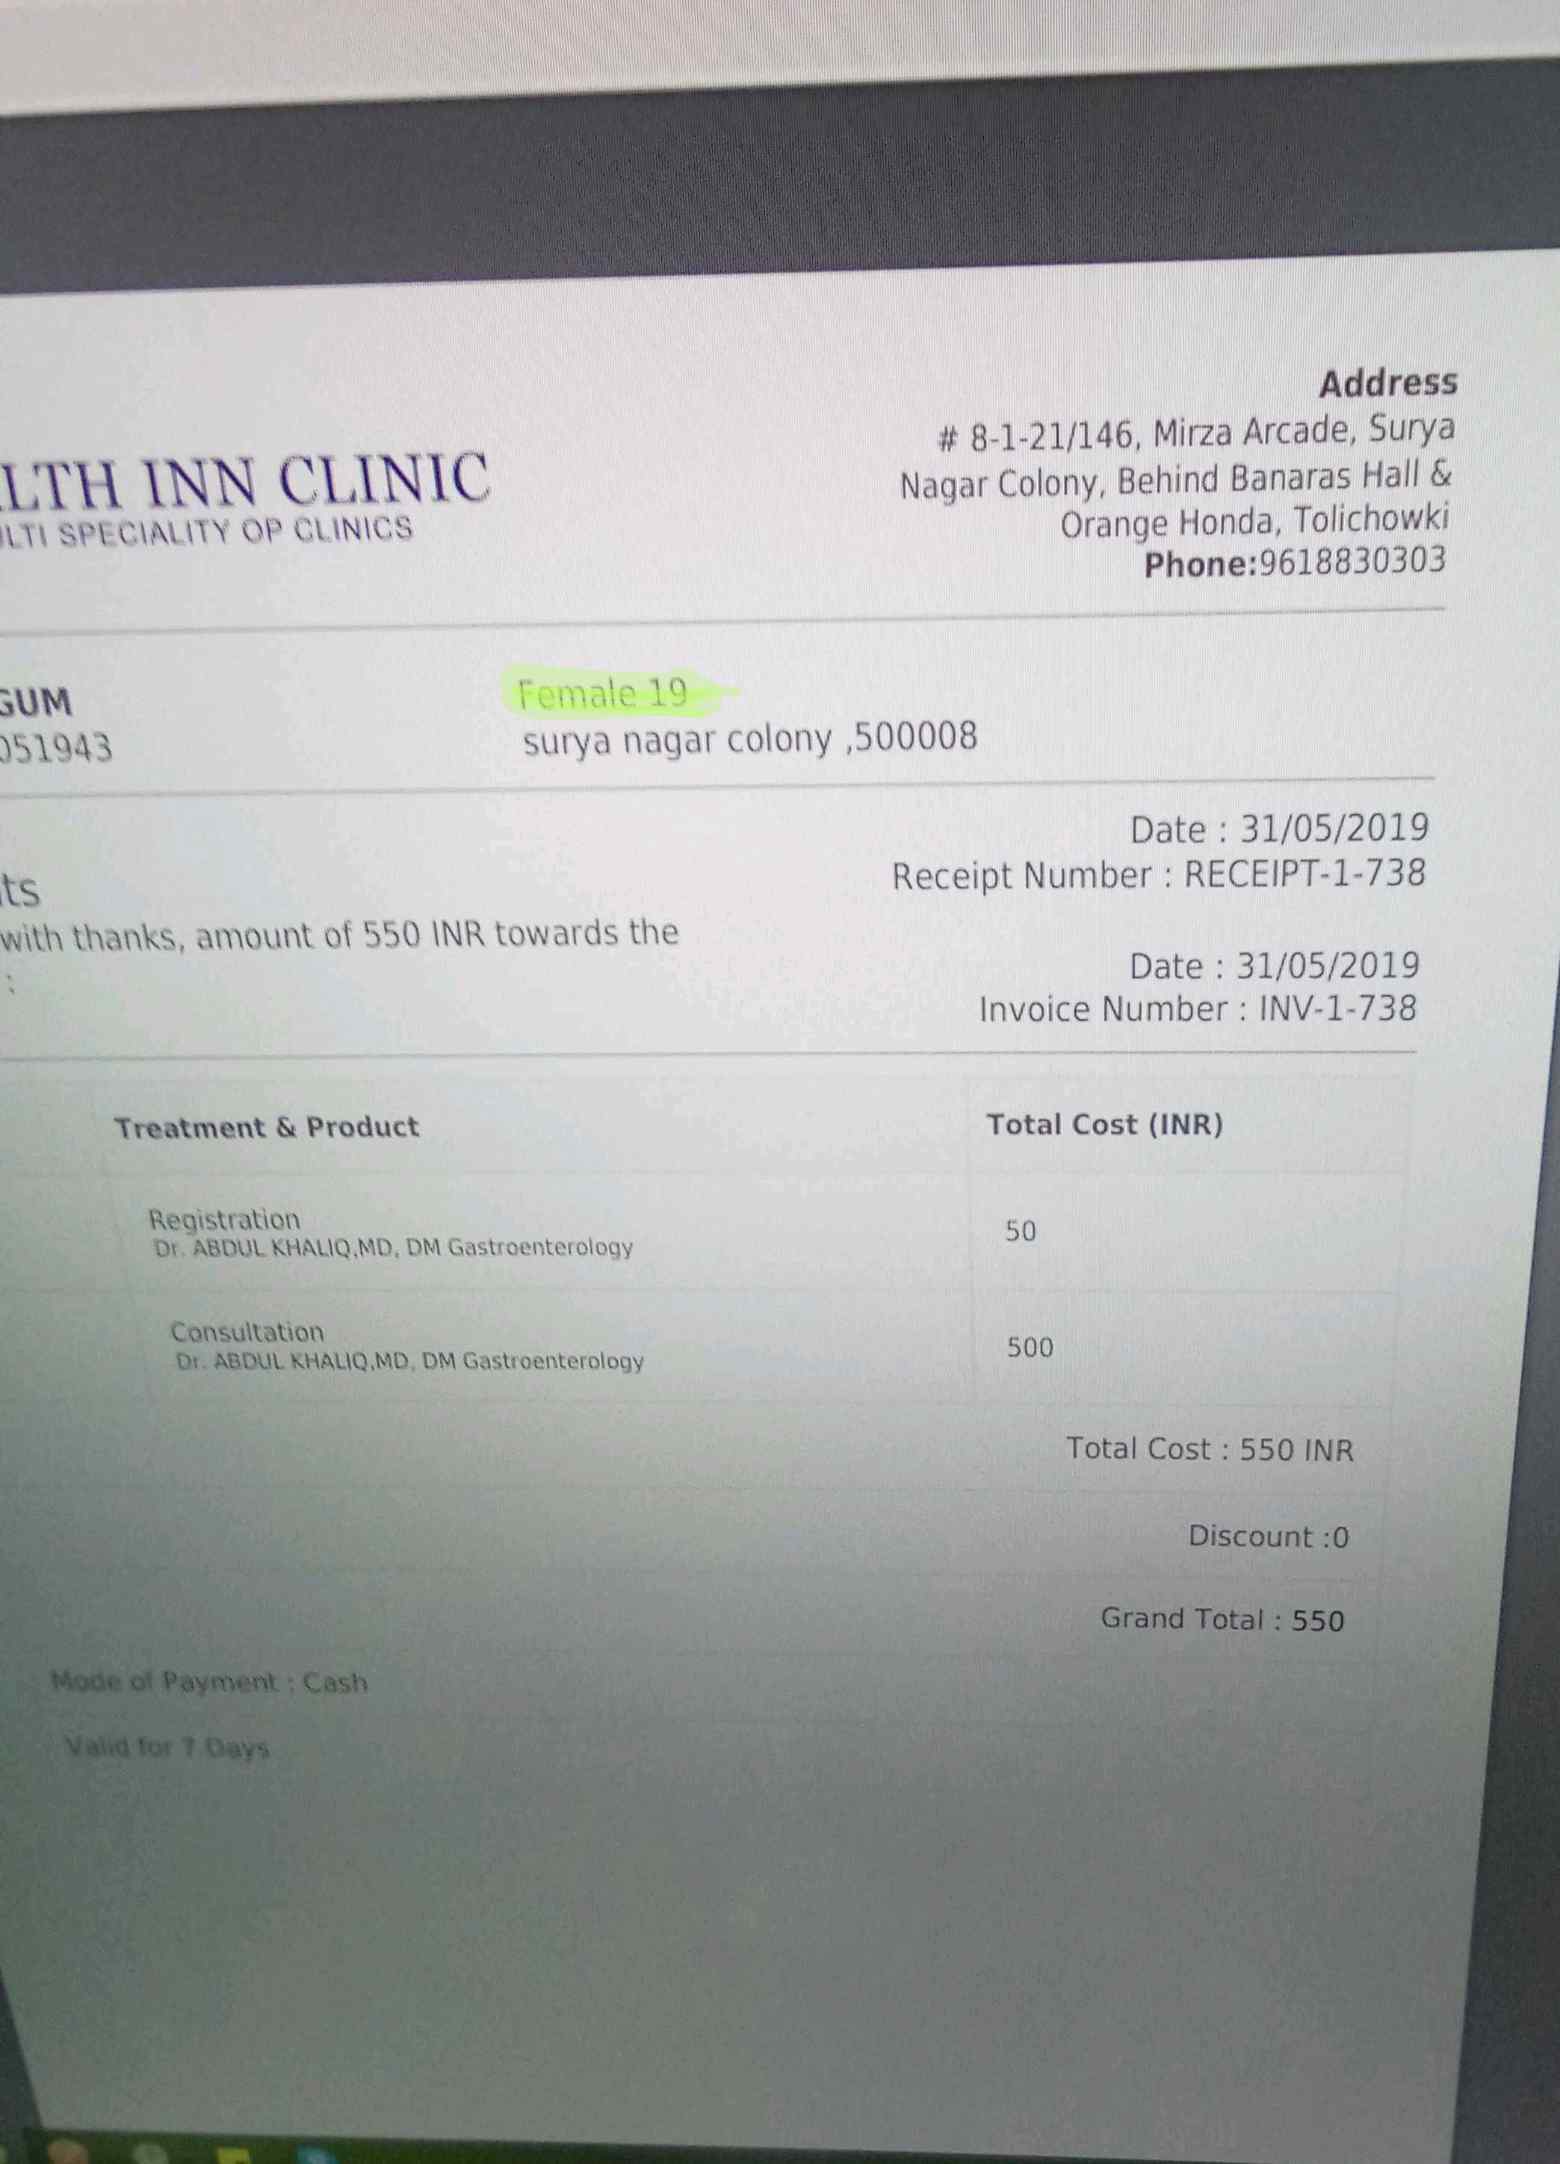 LTH INN CLINIC
LTI SPECIALITY OP CLINICS
Address
# 8-1-21/146, Mirza Arcade, Surya
Nagar Colony, Behind Banaras Hall &
Orange Honda, Tolichowki
Phone:9618830303
GUM
051943
Female 19
surya nagar colony ,500008
Date : 31/05/2019
Receipt Number : RECEIPT-1-738
ts
with thanks, amount of 550 INR towards the
:
Date : 31/05/2019
Invoice Number : INV-1-738
Treatment & Product Total Cost (INR)
Registration
Dr. ABDUL KHALIQ,MD, DM Gastroenterology
50
Consultation
Dr. ABDUL KHALIQ,MD, DM Gastroenterology
500
Total Cost : 550 INR
Discount :0
Grand Total : 550
Mode of Payment : Cash
Valid for 7 Days